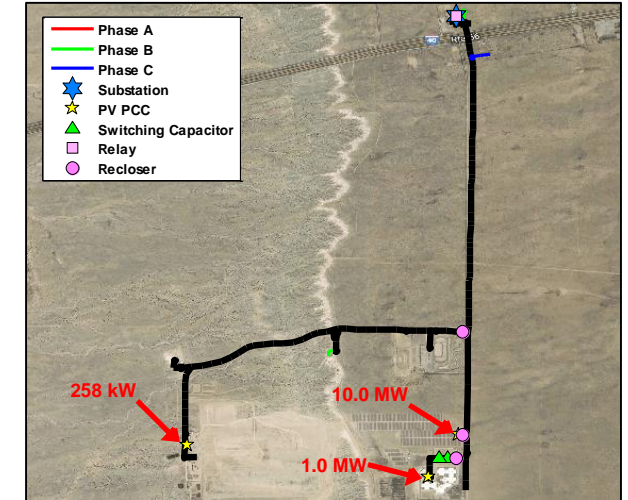 Phase A
Phase B
Phase C
Substation
PV PCC
Switching Capacitor
Relay
Recloser
258 kW
10.0 MW
1.0 MW